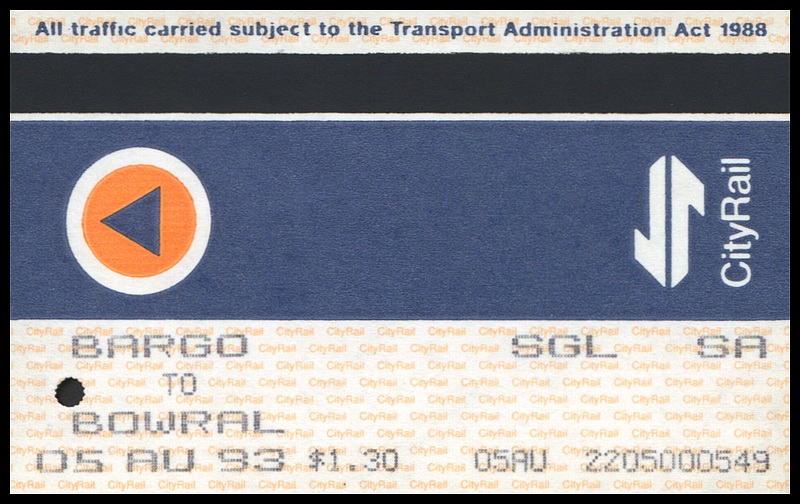 All traffic carried subject to the Transport Administration Act 1988
CityRail
BARGO SGL SA
TO
BOWRAL
05 AU 93 $1.30 05AU 2205000549